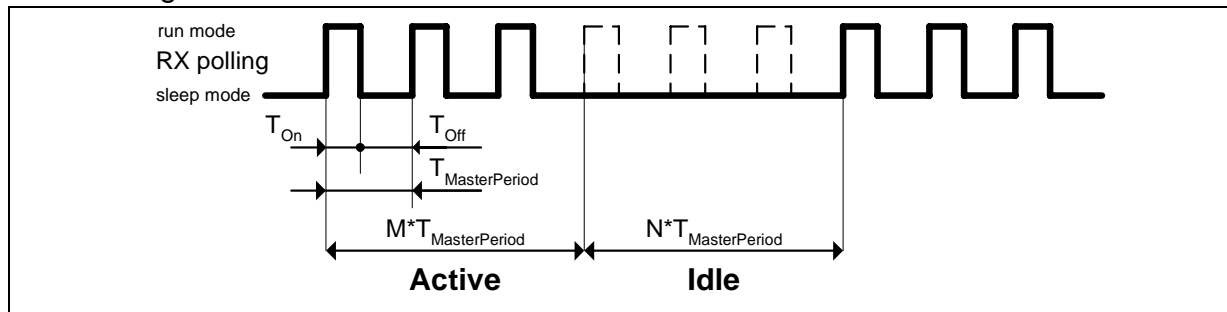 run mode
RX polling
sleep mode
T_On T_Off
T_MasterPeriod
M*T_MasterPeriod N*T_MasterPeriod
Active Idle